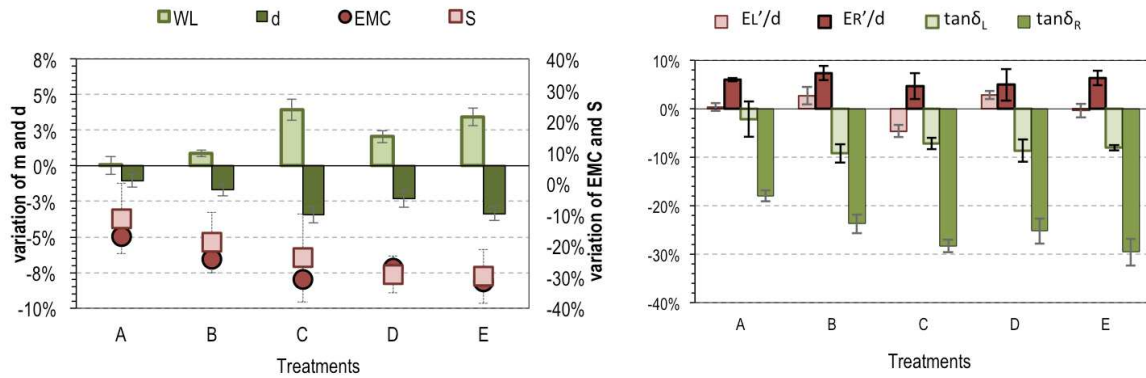 WL d EMC S
variation of m and d
8%
5%
3%
0%
-3%
-5%
-8%
-10%
40%
30%
20%
10%
0%
-10%
-20%
-30%
-40%
variation of EMC and S
A B C D E
Treatments
EL’/d ER’/d tanδL tanδR
10%
0%
-10%
-20%
-30%
-40%
A B C D E
Treatments